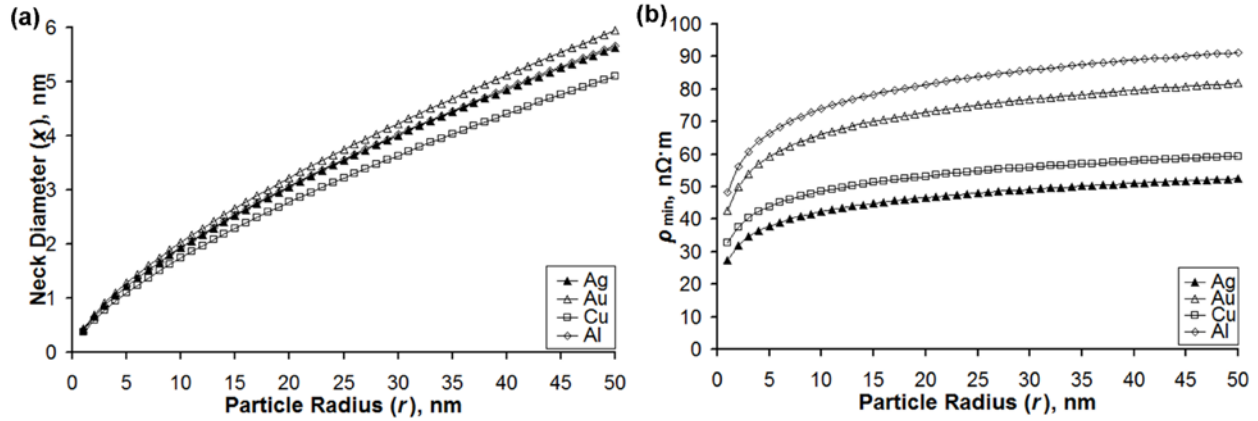 (a)
Neck Diameter (χ), nm
6
5
4
3
2
1
0
0 5 10 15 20 25 30 35 40 45 50
Particle Radius (r), nm
Ag
Au
Cu
Al
(b)
ρ min, nΩ·m
100
90
80
70
60
50
40
30
20
10
0
0 5 10 15 20 25 30 35 40 45 50
Particle Radius (r), nm
Ag
Au
Cu
Al